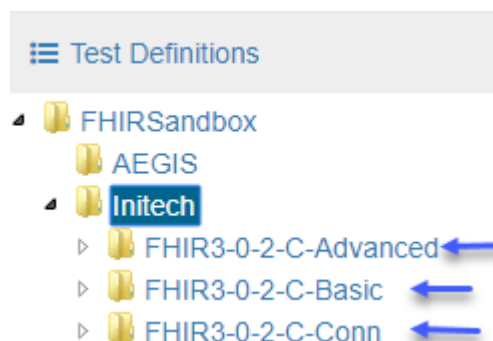 Test Definitions
FHIRSandbox
AEGIS
Initech
FHIR3-0-2-C-Advanced
FHIR3-0-2-C-Basic
FHIR3-0-2-C-Conn